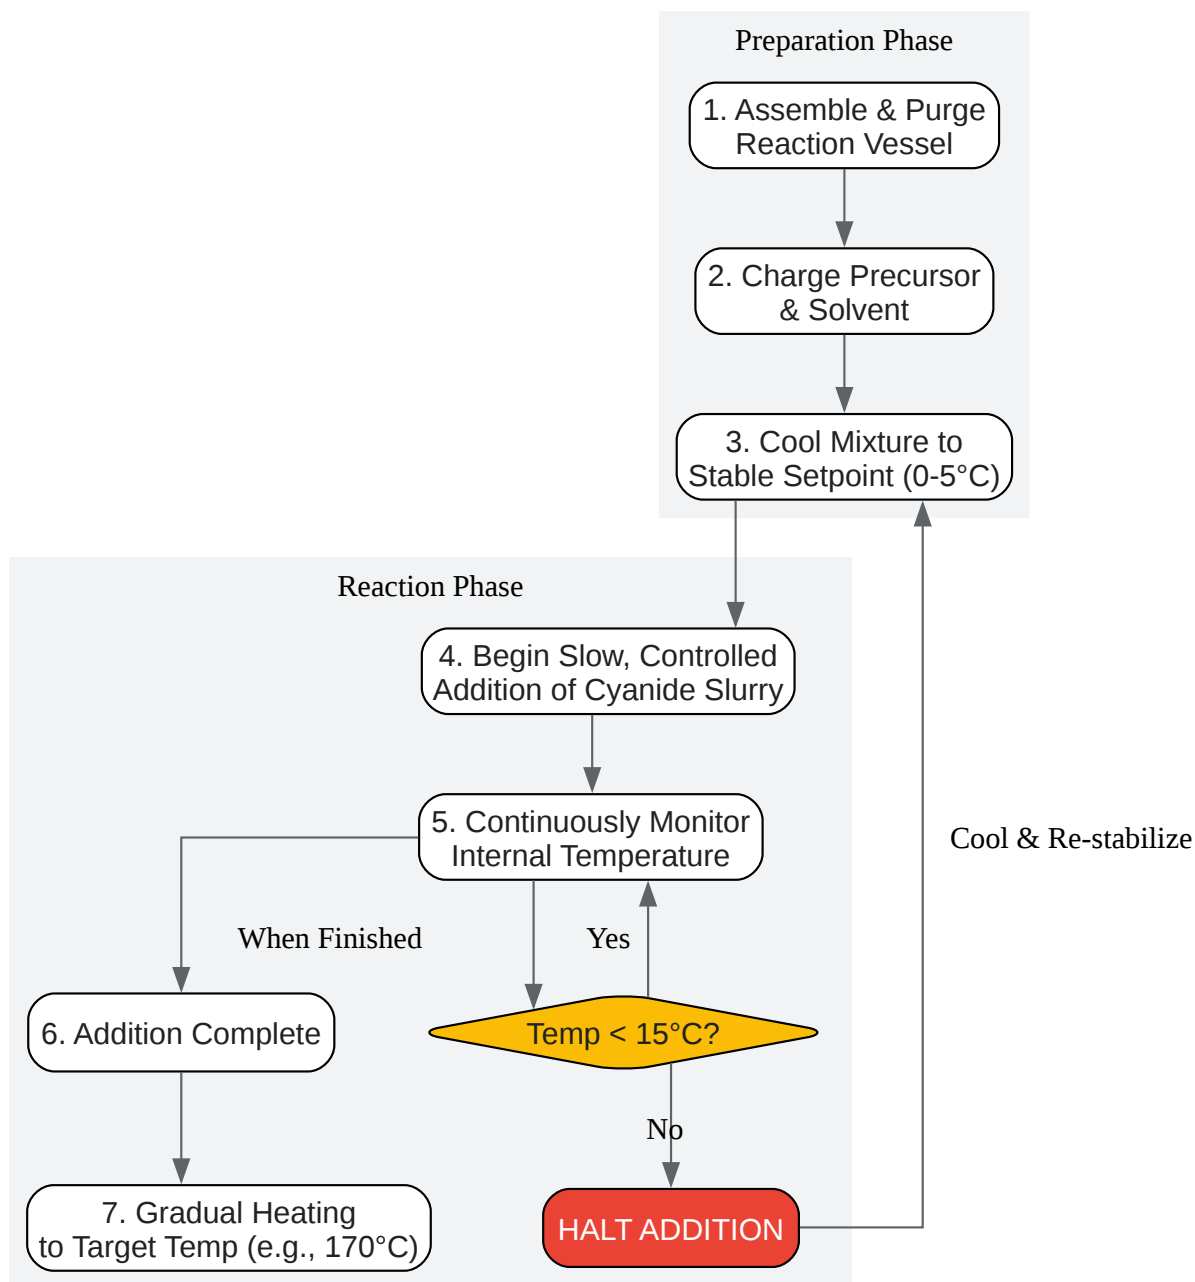 Preparation Phase
1. Assemble & Purge
Reaction Vessel
2. Charge Precursor
& Solvent
3. Cool Mixture to
Stable Setpoint (0-5°C)
Reaction Phase
4. Begin Slow, Controlled
Addition of Cyanide Slurry
5. Continuously Monitor
Internal Temperature
Cool & Re-stabilize
When Finished
Yes
6. Addition Complete
Temp < 15°C?
No
7. Gradual Heating
to Target Temp (e.g., 170°C)
HALT ADDITION